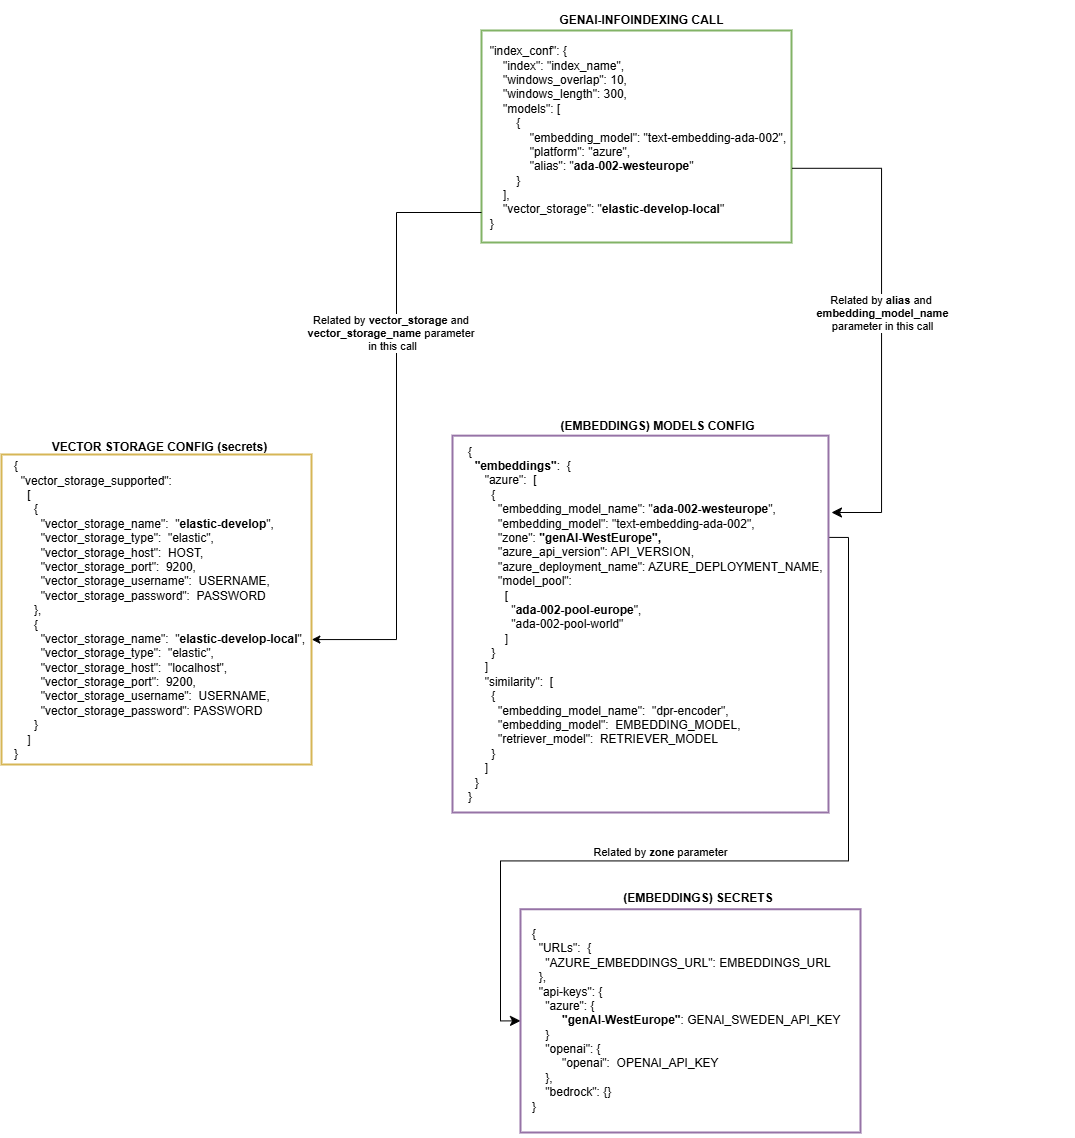 GENAI-INFOINDEXING CALL
"index_conf": {
"index": "index_name",
"windows_overlap": 10,
"windows_length": 300,
"models": [
{
"embedding_model": "text-embedding-ada-002",
"platform": "azure",
"alias": "ada-002-westeurope"
}
],
"vector_storage": "elastic-develop-local"
}
Related by vector_storage and
vector_storage_name parameter
in this call
Related by alias and
embedding_model_name
parameter in this call
VECTOR STORAGE CONFIG (secrets)
{
"vector_storage_supported":
[
{
"vector_storage_name": "elastic-develop",
"vector_storage_type": "elastic",
"vector_storage_host": HOST,
"vector_storage_port": 9200,
"vector_storage_username": USERNAME,
"vector_storage_password": PASSWORD
},
{
"vector_storage_name": "elastic-develop-local",
"vector_storage_type": "elastic",
"vector_storage_host": "localhost",
"vector_storage_port": 9200,
"vector_storage_username": USERNAME,
"vector_storage_password": PASSWORD
}
]
}
(EMBEDDINGS) MODELS CONFIG
{
"embeddings": {
"azure": [
{
"embedding_model_name": "ada-002-westeurope",
"embedding_model": "text-embedding-ada-002",
"zone": "genAI-WestEurope",
"azure_api_version": API_VERSION,
"azure_deployment_name": AZURE_DEPLOYMENT_NAME,
"model_pool":
[
"ada-002-pool-europe",
"ada-002-pool-world"
]
}
]
"similarity": [
{
"embedding_model_name": "dpr-encoder",
"embedding_model": EMBEDDING_MODEL,
"retriever_model": RETRIEVER_MODEL
}
]
}
}
Related by zone parameter
(EMBEDDINGS) SECRETS
{
"URLs": {
"AZURE_EMBEDDINGS_URL": EMBEDDINGS_URL
},
"api-keys": {
"azure": {
"genAI-WestEurope": GENAI_SWEDEN_API_KEY
}
"openai": {
"openai": OPENAI_API_KEY
},
"bedrock": {}
}